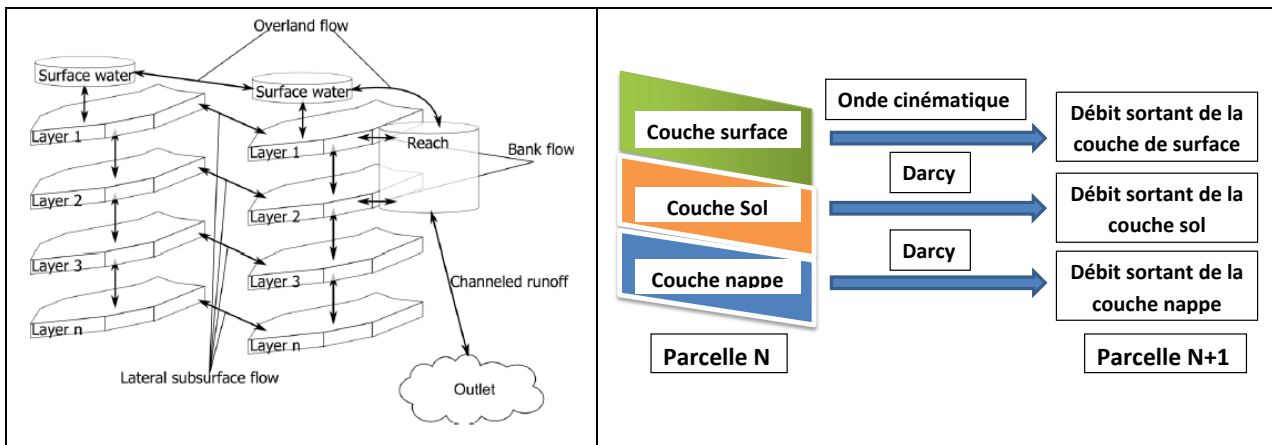 Overland flow
Surface water
Surface water
Layer 1
Layer 1
Reach
Bank flow
Layer 2
Layer 2
Layer 3
Layer 3
Channeled runoff
Layer n
Layer n
Lateral subsurface flow
Outlet
Onde cinématique
Couche surface
Débit sortant de la
couche de surface
Darcy
Couche Sol
Débit sortant de la
couche sol
Darcy
Couche nappe
Débit sortant de la
couche nappe
Parcelle N
Parcelle N+1